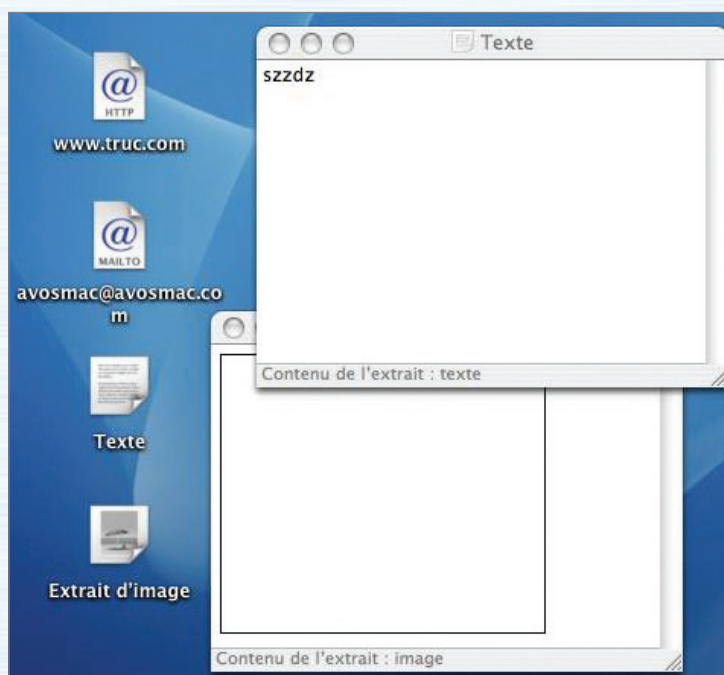 HTTP
www.truc.com
MAILTO
avosmac@avosmac.co
m
Texte
Extrait d'image
Texte
szzdz
Contenu de l'extrait : texte
Contenu de l'extrait : image